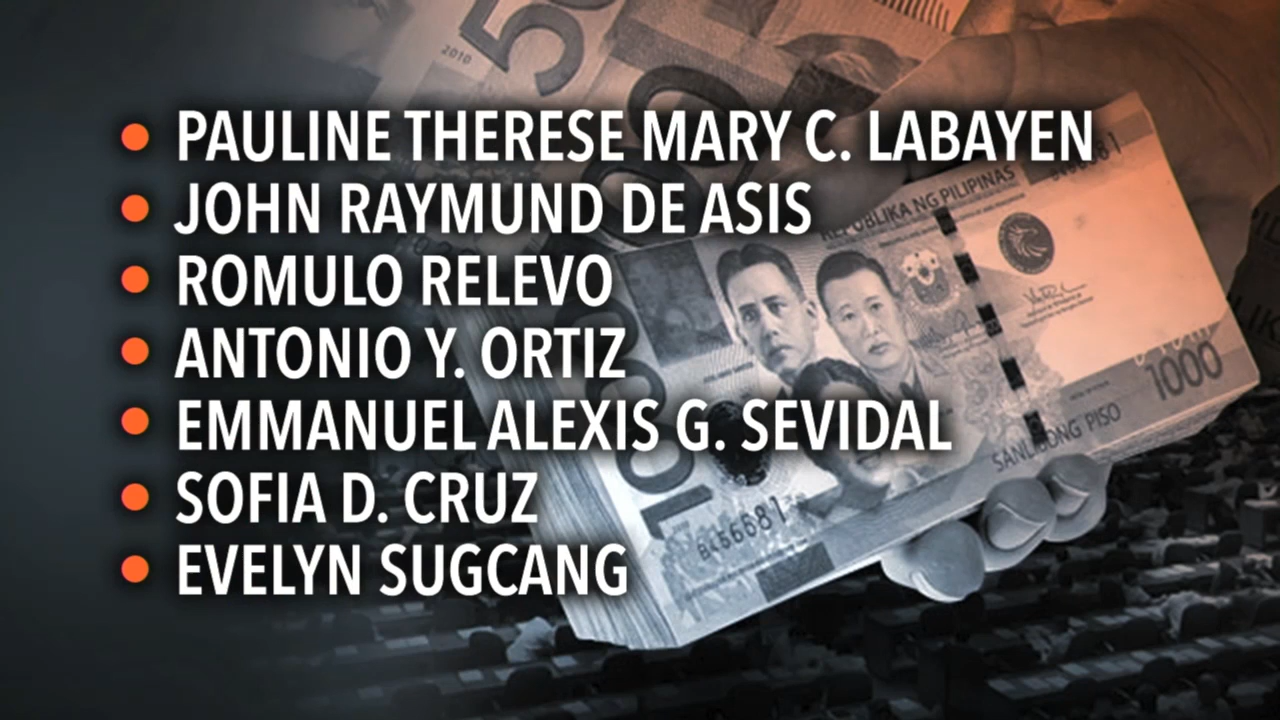 2010
PAULINE THERESE MARY C. LABAYEN
JOHN RAYMUND DE ASIS
REPUBLIKA NG PILIPINAS
ROMULO RELEVO
ANTONIO Y. ORTIZ
1000
EMMANUEL ALEXIS G. SEVIDAL
PISO
SOFIA D. CRUZ
EVELYN SUGCANG